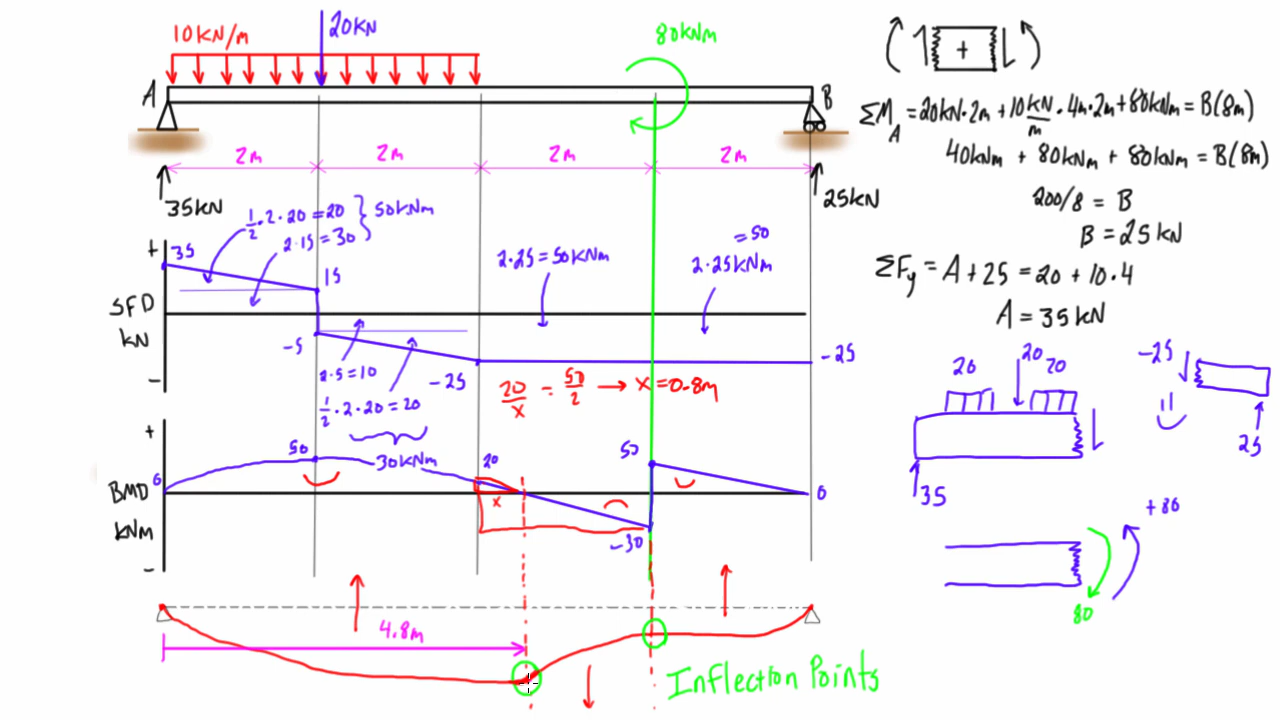 10KN/m
20KN
80KNm
A
B
2m
2m
2m
2m
35KN
25KN
1/2·2·20=20
2·15=30 } 50KNm
+
35
15
SFD
KN
-5
-25
-25
-
2·5=10
1/2·2·20=20
30KNm
2·25=50KNm
=50
2·25KNm
20/x = 50/2 → x=0.8m
+
0
50
20
x
BMD
KNm
-30
50
0
-
4.8m
Inflection Points
+
ΣM_A = 20KN·2m + 10KN/m·4m·2m + 80KNm = B(8m)
40KNm + 80KNm + 80KNm = B(8m)
200/8 = B
B = 25KN
ΣFy = A + 25 = 20 + 10·4
A = 35KN
20
20
20
35
-25
25
+80
80